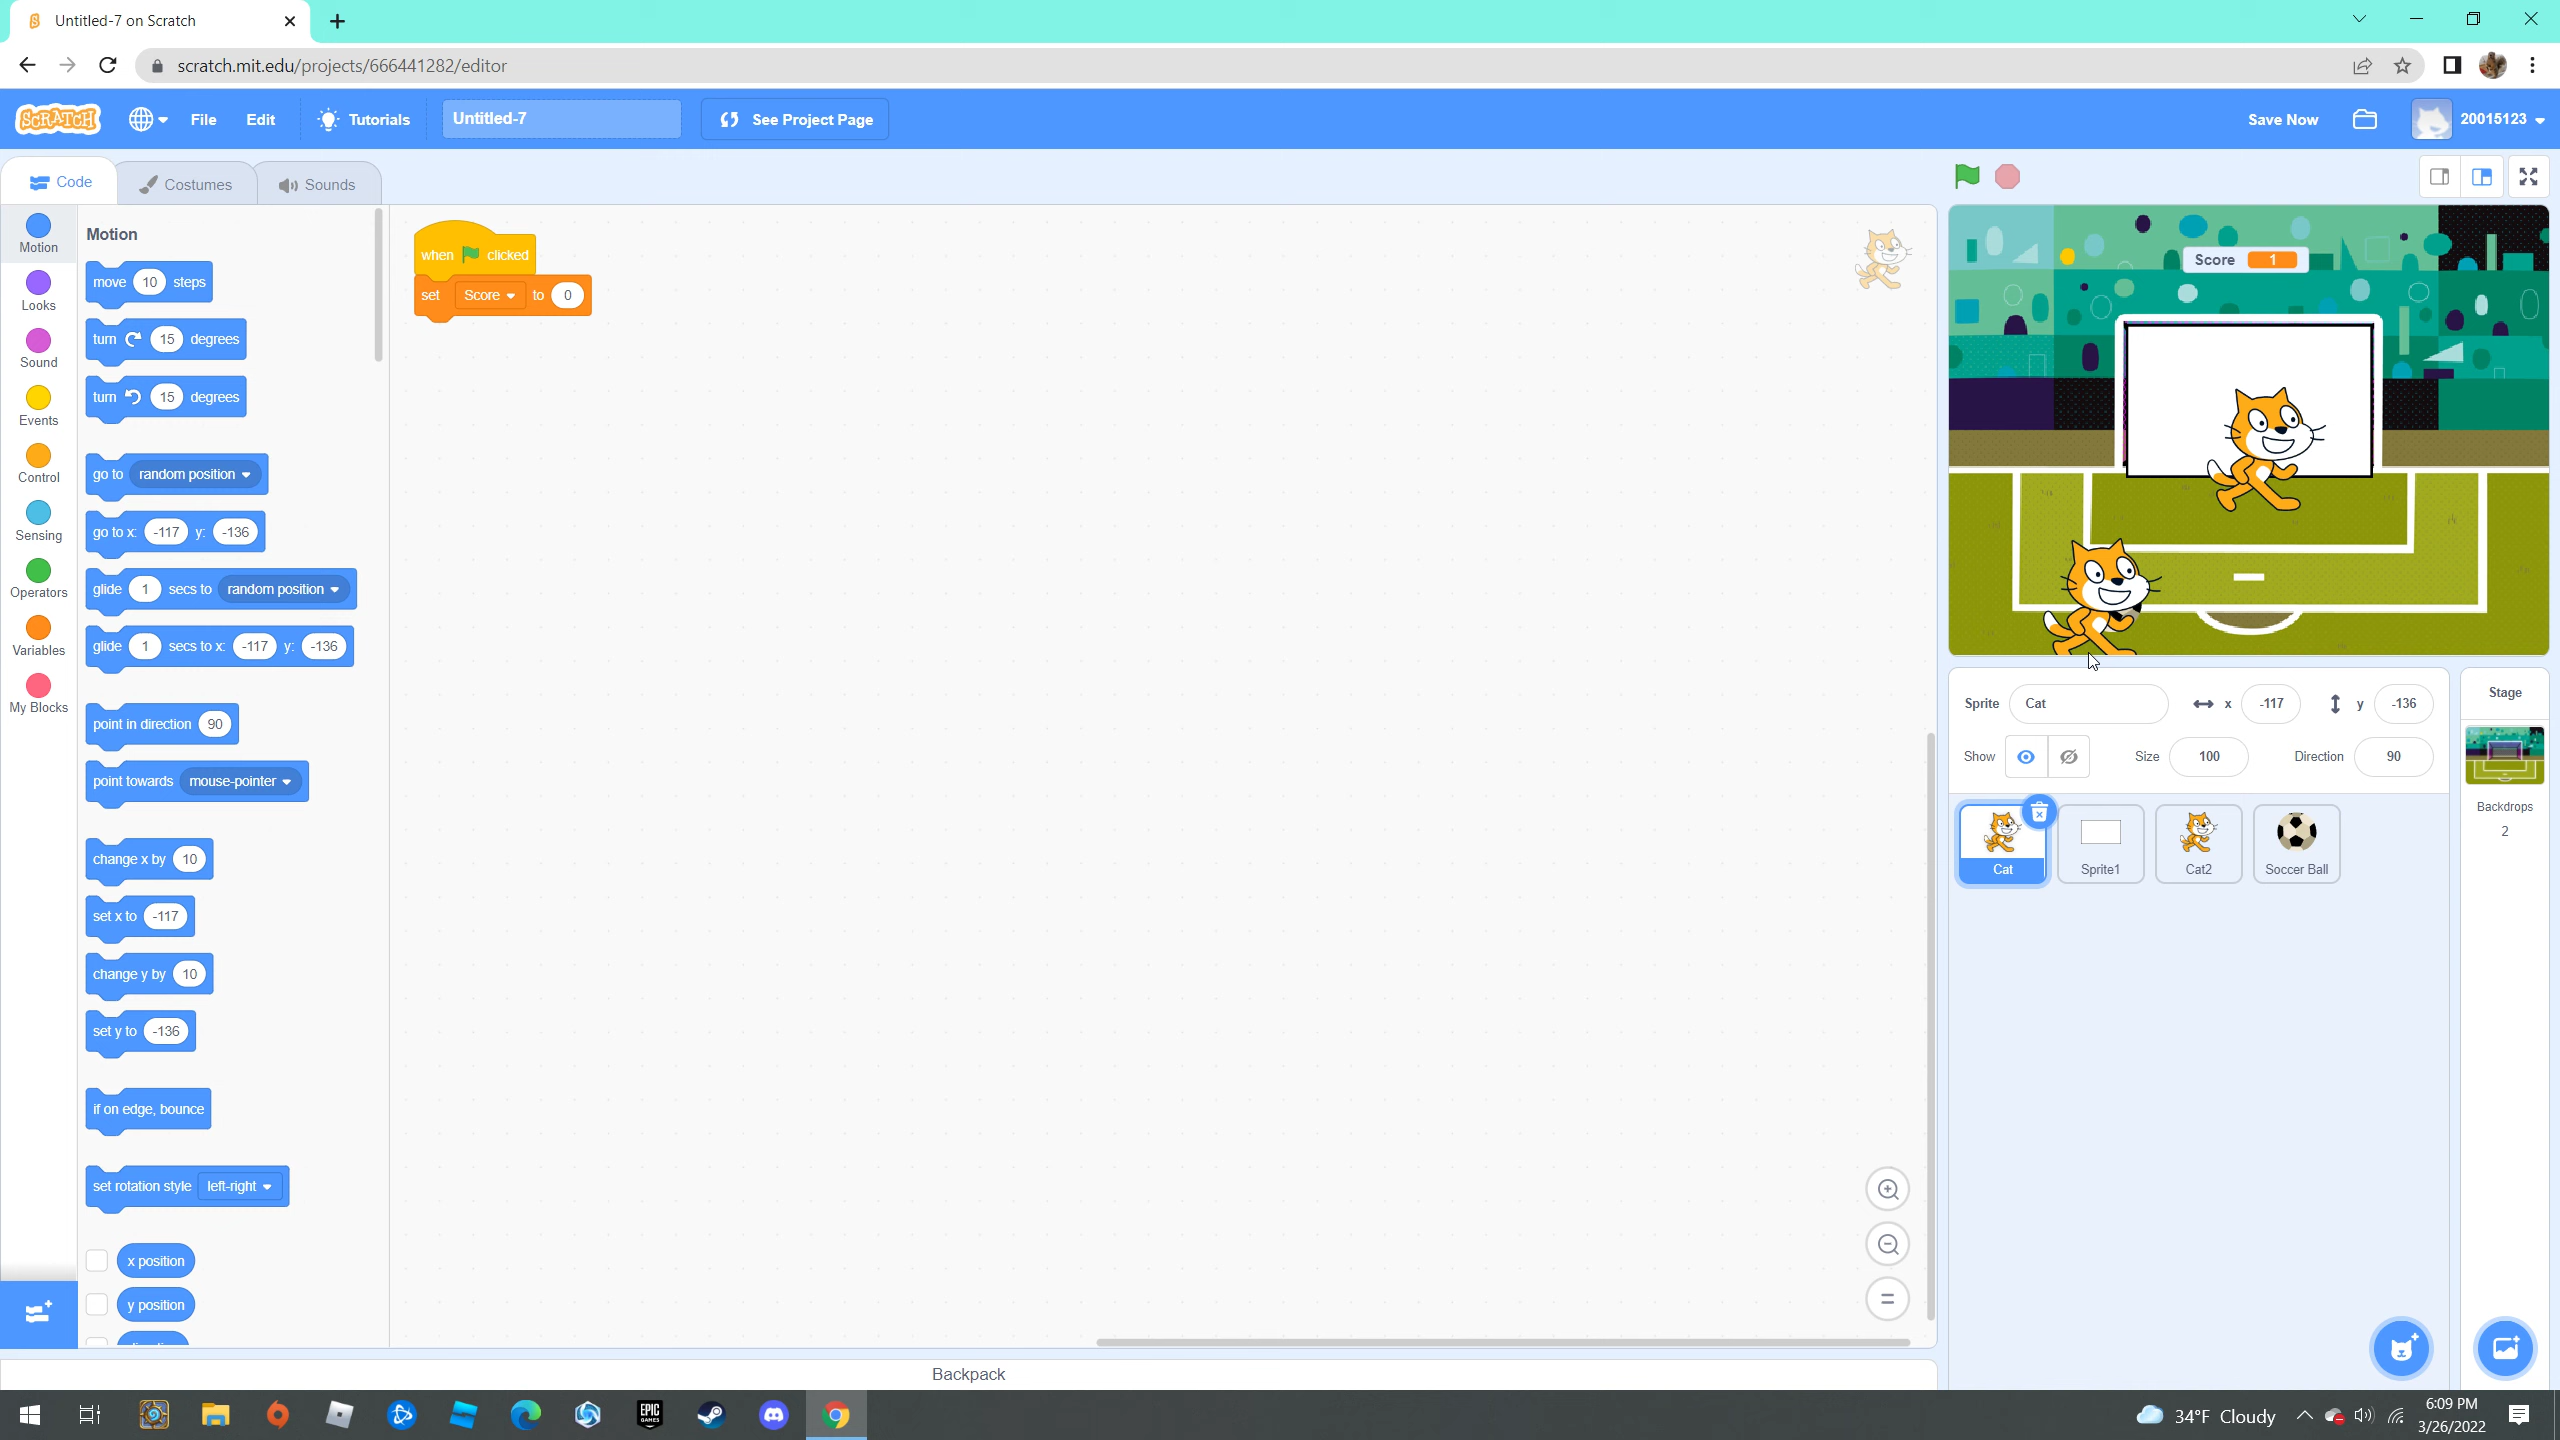 Untitled-7 on Scratch
scratch.mit.edu/projects/666441282/editor
SCRATCH
File Edit Tutorials Untitled-7 See Project Page Save Now 20015123
Code Costumes Sounds
Motion
Looks
Sound
Events
Control
Sensing
Operators
Variables
My Blocks
Motion
move 10 steps
turn 15 degrees
turn 15 degrees
go to random position
go to x: -117 y: -136
glide 1 secs to random position
glide 1 secs to x: -117 y: -136
point in direction 90
point towards mouse-pointer
change x by 10
set x to -117
change y by 10
set y to -136
if on edge, bounce
set rotation style left-right
x position
y position
when clicked
set Score to 0
Score 1
Sprite Cat x -117 y -136
Show Size 100 Direction 90
Cat Sprite1 Cat2 Soccer Ball
Stage
Backdrops
2
Backpack
EPIC
GAMES
34°F Cloudy
6:09 PM
3/26/2022